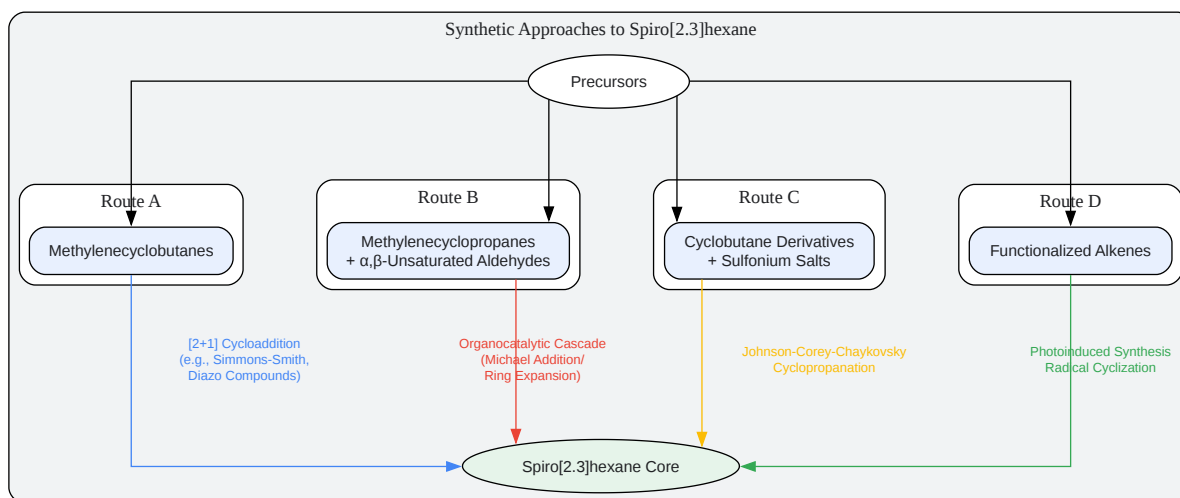 Synthetic Approaches to Spiro[2.3]hexane
Precursors
Route A
Methylenecyclobutanes
Route B
Methylenecyclopropanes
+ α,β-Unsaturated Aldehydes
Route C
Cyclobutane Derivatives
+ Sulfonium Salts
Route D
Functionalized Alkenes
[2+1] Cycloaddition
(e.g., Simmons-Smith,
Diazo Compounds)
Organocatalytic Cascade
(Michael Addition/
Ring Expansion)
Johnson-Corey-Chaykovsky
Cyclopropanation
Photoinduced Synthesis
Radical Cyclization
Spiro[2.3]hexane Core